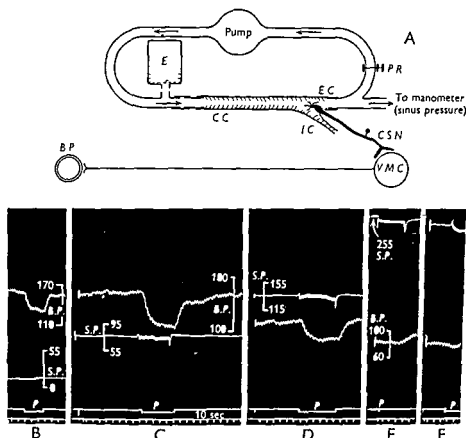 A
Pump
E
PR
EC
To manometer
(sinus pressure)
CC
IC
CSN
BP
VMC
170
B.P.
110
55
S.P.
0
P
B
180
B.P.
100
S.P.
95
55
P
10 sec
C
S.P.
155
115
P
D
255
S.P.
B.P.
100
60
P
E
P
F